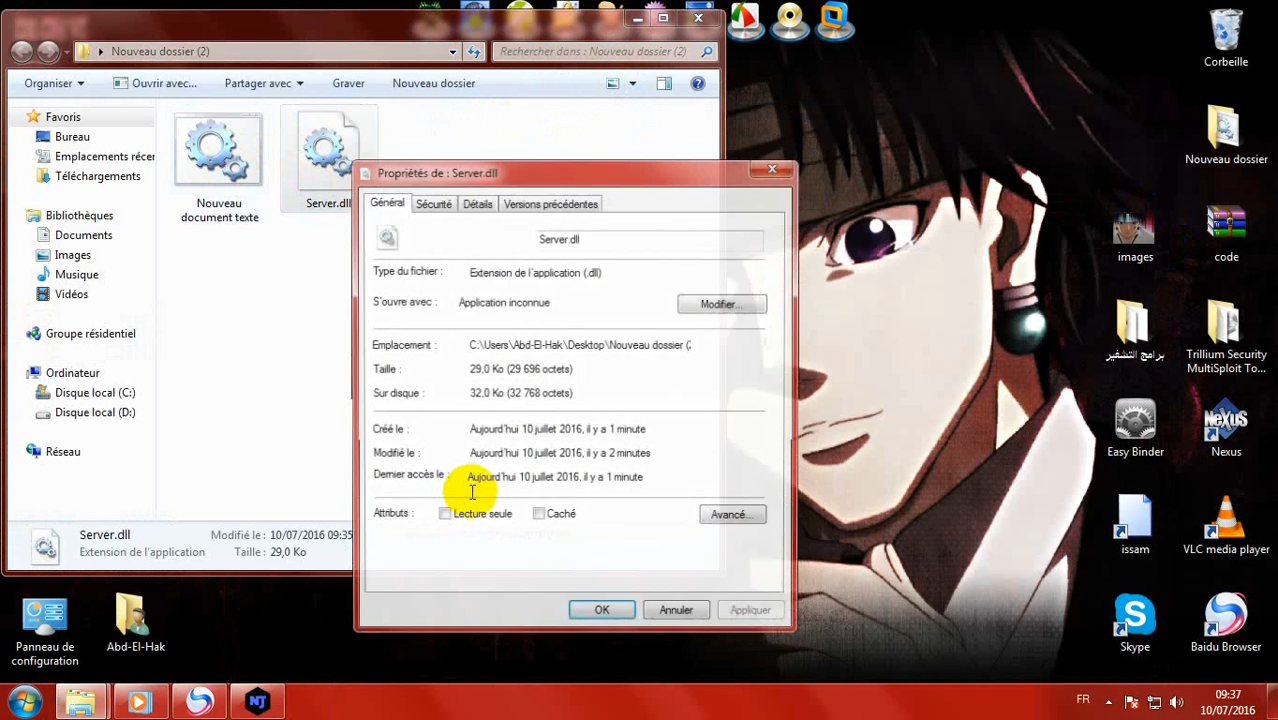 Nouveau dossier (2)
Rechercher dans : Nouveau dossier (2)
Organiser
Ouvrir avec...
Partager avec
Graver
Nouveau dossier
Favoris
Bureau
Emplacements récer
Téléchargements
Bibliothèques
Documents
Images
Musique
Vidéos
Groupe résidentiel
Ordinateur
Disque local (C:)
Disque local (D:)
Réseau
Nouveau
document texte
Server.dll
Server.dll
Extension de l'application
Modifié le : 10/07/2016 09:35
Taille : 29,0 Ko
Propriétés de : Server.dll
Général
Sécurité
Détails
Versions précédentes
Server.dll
Type du fichier : Extension de l'application (.dll)
S'ouvre avec : Application inconnue
Modifier...
Emplacement : C:\Users\Abd-El-Hak\Desktop\Nouveau dossier (2
Taille : 29,0 Ko (29 696 octets)
Sur disque : 32,0 Ko (32 768 octets)
Créé le : Aujourd'hui 10 juillet 2016, il y a 1 minute
Modifié le : Aujourd'hui 10 juillet 2016, il y a 2 minutes
Dernier accès le : Aujourd'hui 10 juillet 2016, il y a 1 minute
Attributs : Lecture seule Caché
Avancé...
OK
Annuler
Appliquer
Corbeille
Nouveau dossier
images
code
برامج التشفير
Trillium Security
MultiSploit To...
Easy Binder
Nexus
issam
VLC media player
Skype
Baidu Browser
Panneau de
configuration
Abd-El-Hak
FR
09:37
10/07/2016